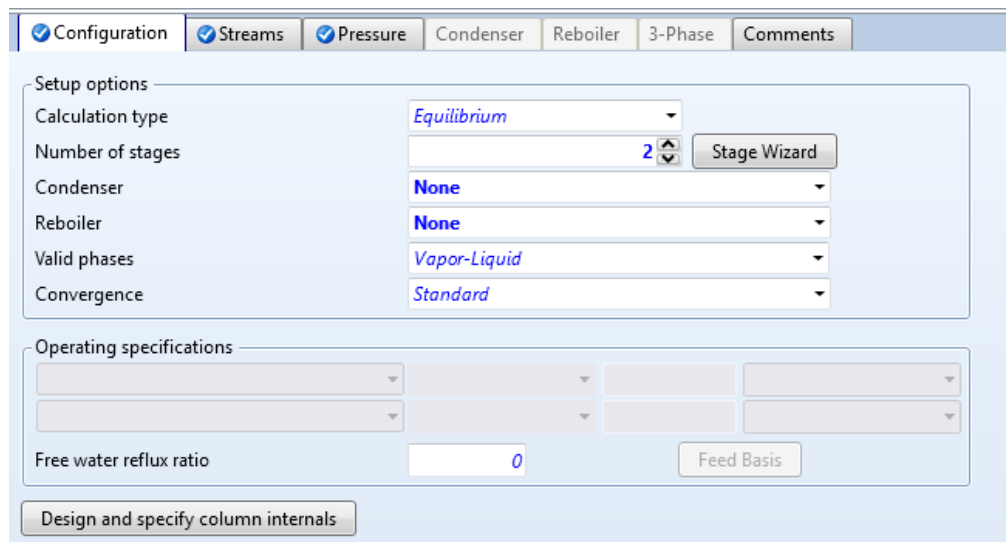 Configuration Streams Pressure Condenser Reboiler 3-Phase Comments
Setup options
Calculation type Equilibrium
Number of stages 2 Stage Wizard
Condenser None
Reboiler None
Valid phases Vapor-Liquid
Convergence Standard
Operating specifications
Free water reflux ratio 0 Feed Basis
Design and specify column internals